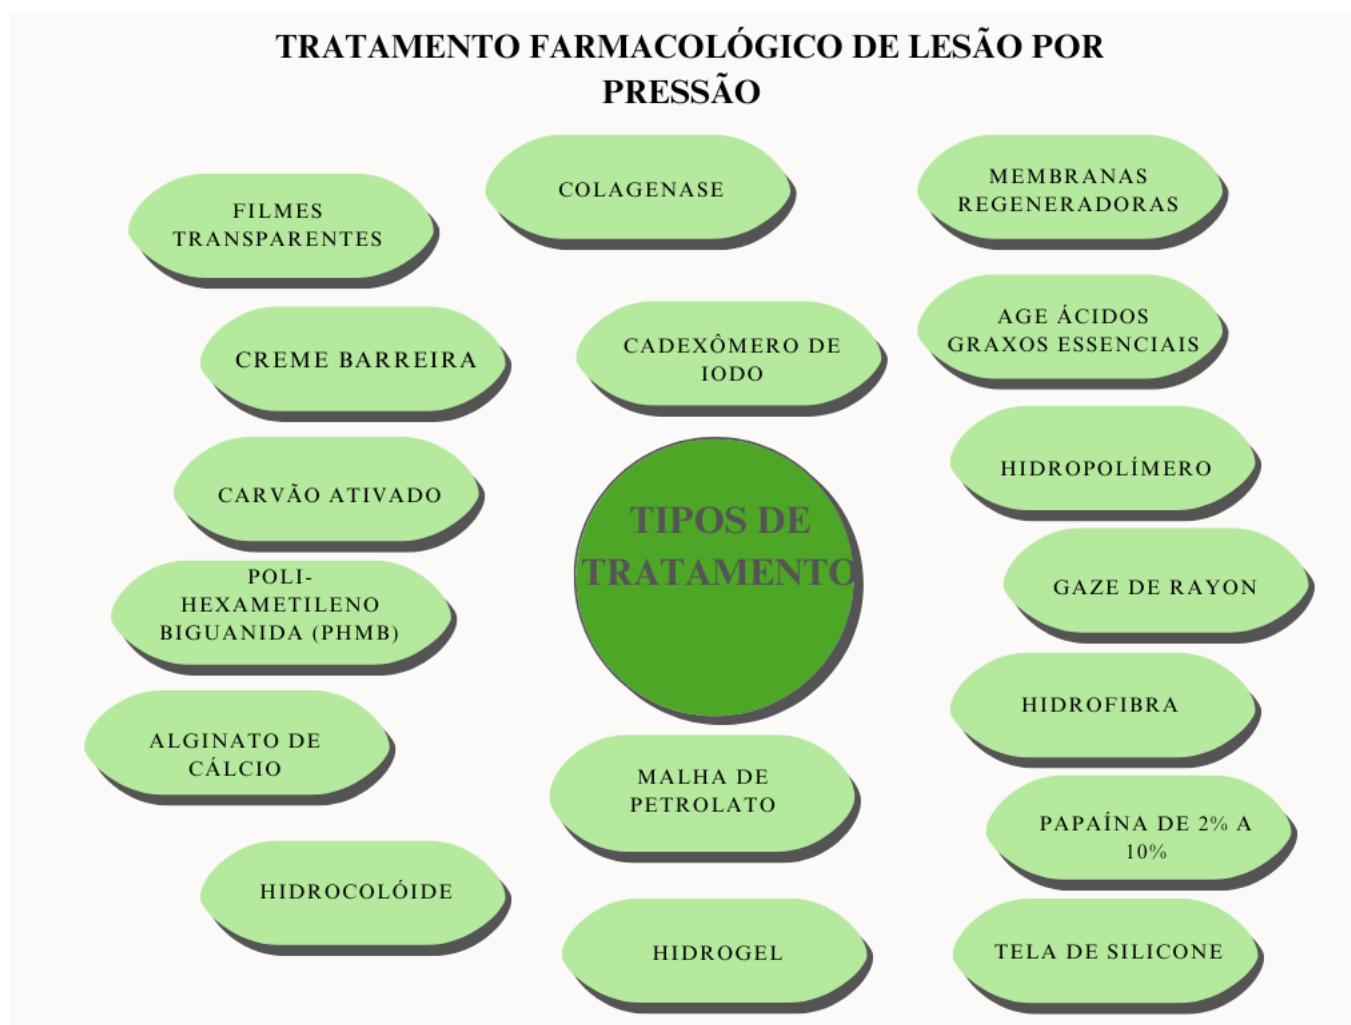 TRATAMENTO FARMACOLÓGICO DE LESÃO POR
PRESSÃO
COLAGENASE
MEMBRANAS
REGENERADORAS
FILMES
TRANSPARENTES
AGE ÁCIDOS
GRAXOS ESSENCIAIS
CREME BARREIRA
CADEXÔMERO DE
IODO
HIDROPOLÍMERO
CARVÃO ATIVADO
TIPOS DE
TRATAMENTO
POLI-
HEXAMETILENO
BIGUANIDA (PHMB)
GAZE DE RAYON
HIDROFIBRA
ALGINATO DE
CÁLCIO
MALHA DE
PETROLATO
PAPAÍNA DE 2% A
10%
HIDROCOLÓIDE
HIDROGEL
TELA DE SILICONE